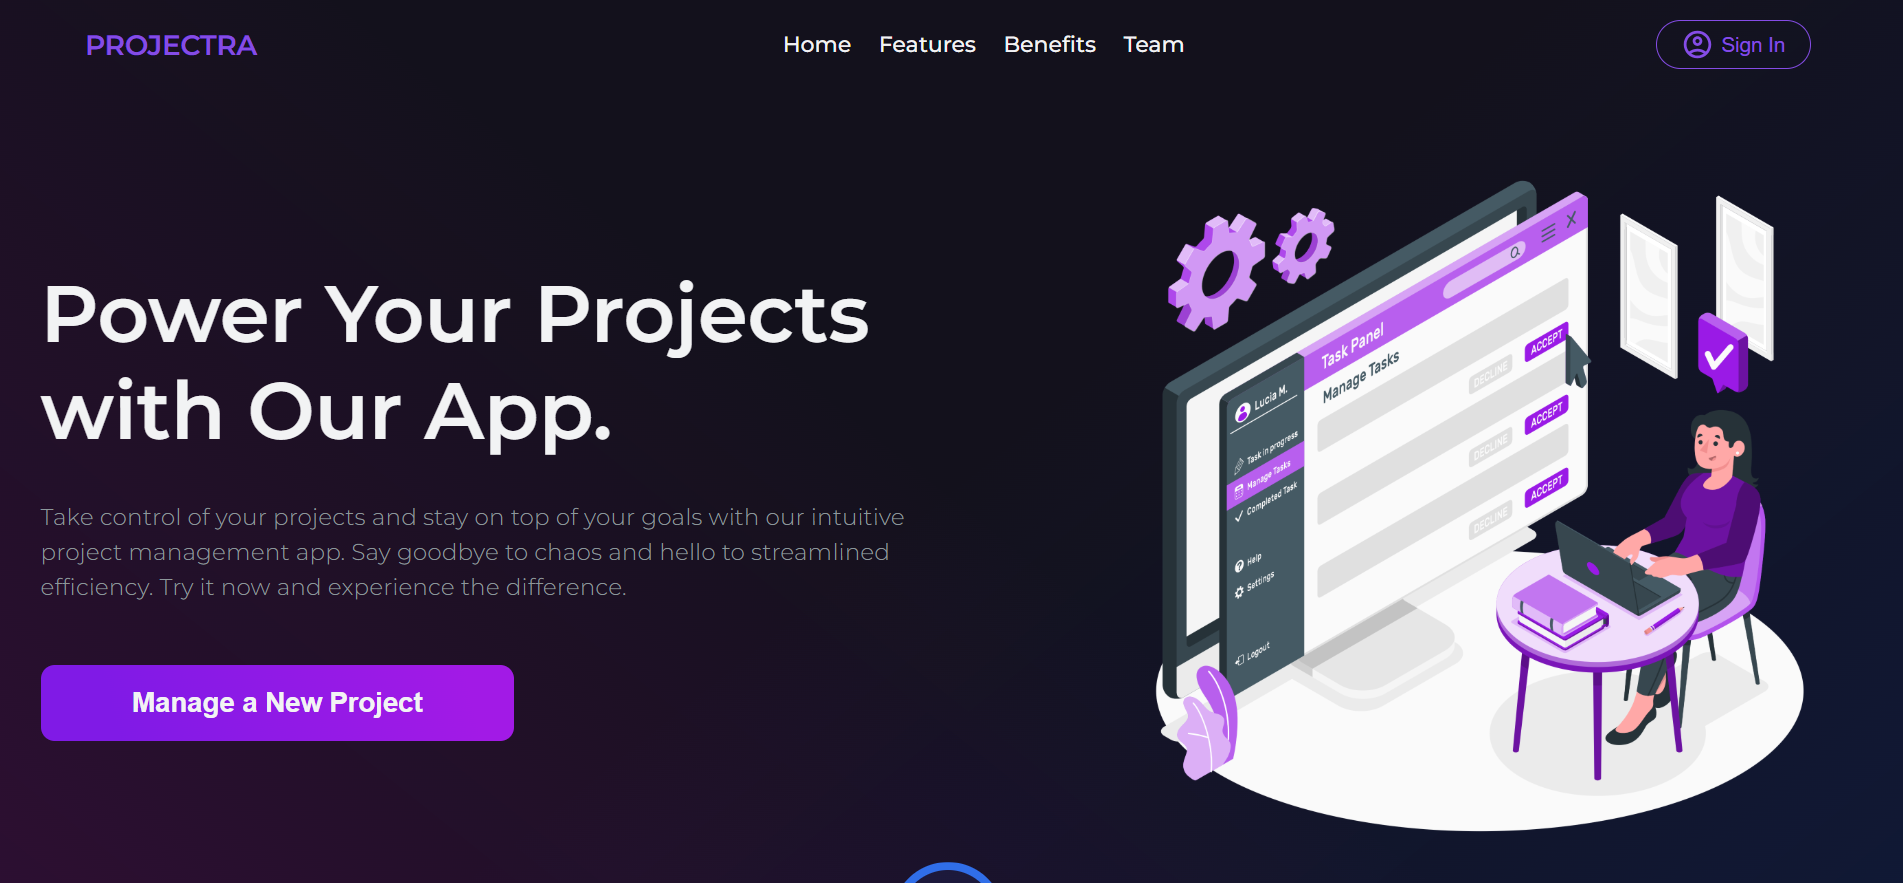 PROJECTRA
Home Features Benefits Team
Sign In
Power Your Projects
with Our App.
Take control of your projects and stay on top of your goals with our intuitive
project management app. Say goodbye to chaos and hello to streamlined
efficiency. Try it now and experience the difference.
Manage a New Project
X
Task Panel
Manage Tasks
DECLINE ACCEPT
DECLINE ACCEPT
DECLINE ACCEPT
Lucia M.
Task in progress
Manage Tasks
Completed Task
? Help
Settings
Logout